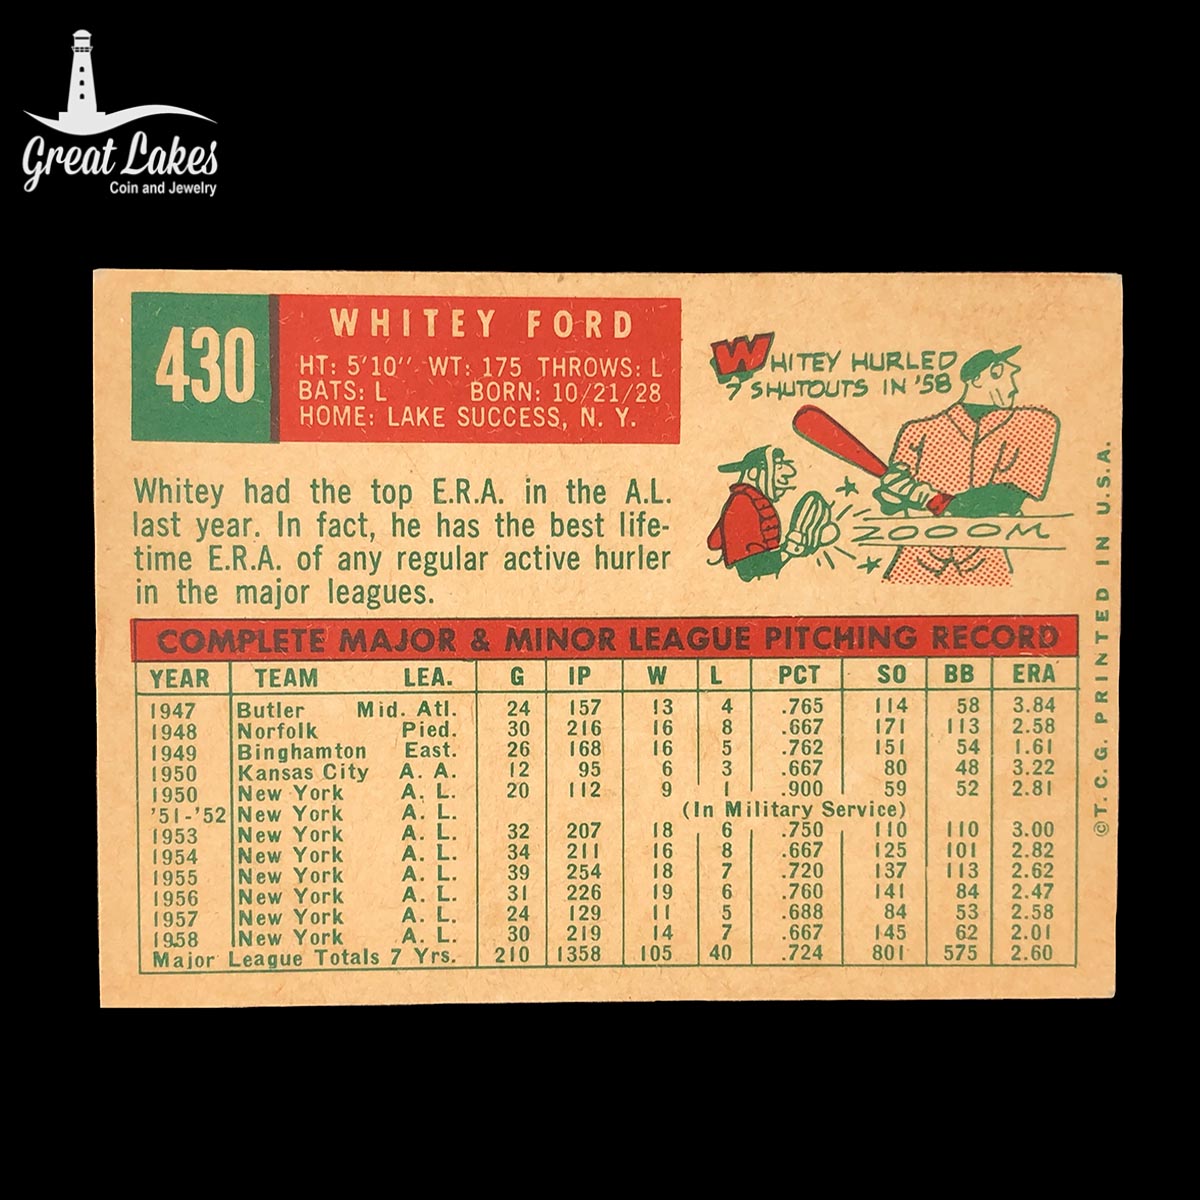 Great Lakes
Coin and Jewelry
430
WHITEY FORD
HT: 5'10" WT: 175 THROWS: L
BATS: L BORN: 10/21/28
HOME: LAKE SUCCESS, N. Y.
WHITEY HURLED
7 SHUTOUTS IN '58
ZOOOM
Whitey had the top E.R.A. in the A.L.
last year. In fact, he has the best life-
time E.R.A. of any regular active hurler
in the major leagues.
COMPLETE MAJOR & MINOR LEAGUE PITCHING RECORD
YEAR TEAM LEA. G IP W L PCT SO BB ERA
1947 Butler Mid. Atl. 24 157 13 4 .765 114 58 3.84
1948 Norfolk Pied. 30 216 16 8 .667 171 113 2.58
1949 Binghamton East. 26 168 16 5 .762 151 54 1.61
1950 Kansas City A. A. 12 95 6 3 .667 80 48 3.22
1950 New York A. L. 20 112 9 1 .900 59 52 2.81
'51-'52 New York A. L. (In Military Service)
1953 New York A. L. 32 207 18 6 .750 110 110 3.00
1954 New York A. L. 34 211 16 8 .667 125 101 2.82
1955 New York A. L. 39 254 18 7 .720 137 113 2.62
1956 New York A. L. 31 226 19 6 .760 141 84 2.47
1957 New York A. L. 24 129 11 5 .688 84 53 2.58
1958 New York A. L. 30 219 14 7 .667 145 62 2.01
Major League Totals 7 Yrs. 210 1358 105 40 .724 801 575 2.60
©T. C. G. PRINTED IN U.S.A.